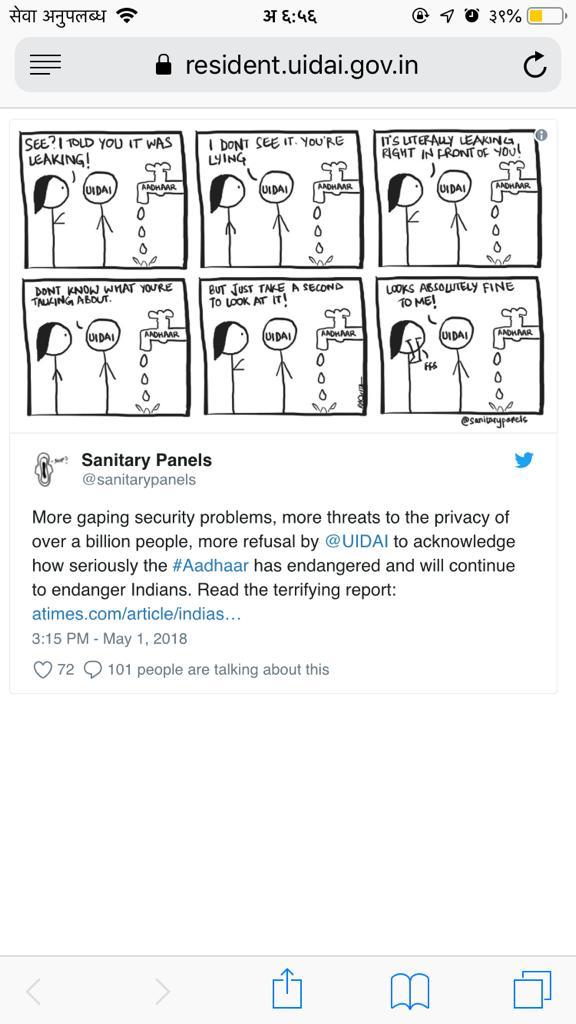 सेवा अनुपलब्ध
अ ६:५६
३९%
resident.uidai.gov.in
SEE? I TOLD YOU IT WAS
LEAKING!
UIDAI
AADHAAR
I DONT SEE IT. YOU'RE
LYING
UIDAI
AADHAAR
IT'S LITERALLY LEAKING
RIGHT IN FRONT OF YOU!
UIDAI
AADHAAR
DONT KNOW WHAT YOU'RE
TALKING ABOUT.
UIDAI
AADHAAR
BUT JUST TAKE A SECOND
TO LOOK AT IT!
UIDAI
AADHAAR
LOOKS ABSOLUTELY FINE
TO ME!
UIDAI
AADHAAR
ffs
@sanitarypanels
Sanitary Panels
@sanitarypanels
More gaping security problems, more threats to the privacy of
over a billion people, more refusal by @UIDAI to acknowledge
how seriously the #Aadhaar has endangered and will continue
to endanger Indians. Read the terrifying report:
atimes.com/article/indias…
3:15 PM - May 1, 2018
72 101 people are talking about this